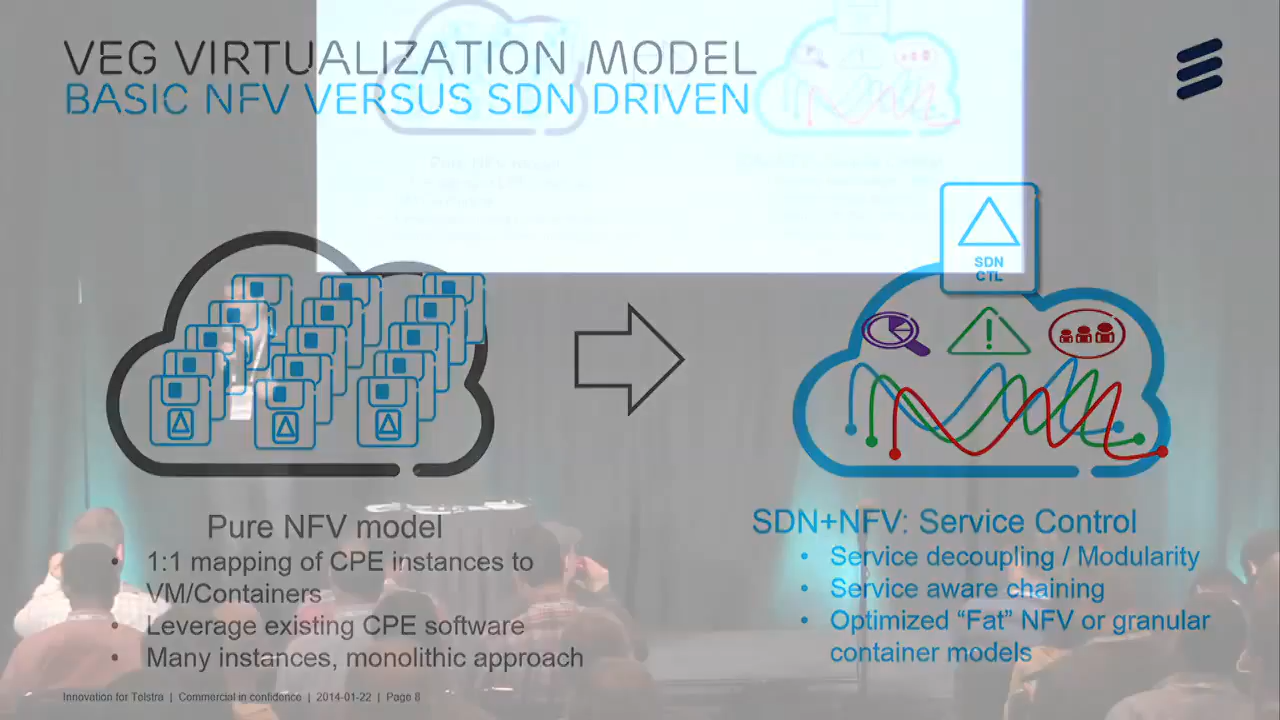 VEG VIRTUALIZATION MODEL
BASIC NFV VERSUS SDN DRIVEN
SDN
CTL
Pure NFV model
• 1:1 mapping of CPE instances to
VM/Containers
• Leverage existing CPE software
• Many instances, monolithic approach
SDN+NFV: Service Control
• Service decoupling / Modularity
• Service aware chaining
• Optimized “Fat” NFV or granular
container models
Innovation for Telstra | Commercial in confidence | 2014-01-22 | Page 8